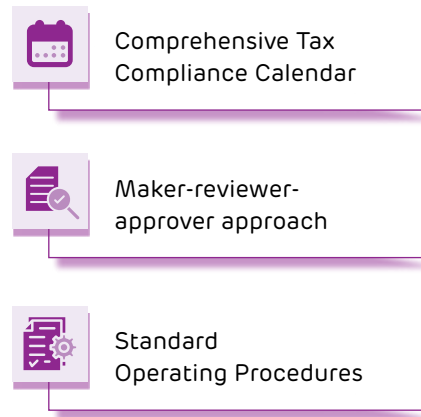 Comprehensive Tax
Compliance Calendar
Maker-reviewer-
approver approach
Standard
Operating Procedures